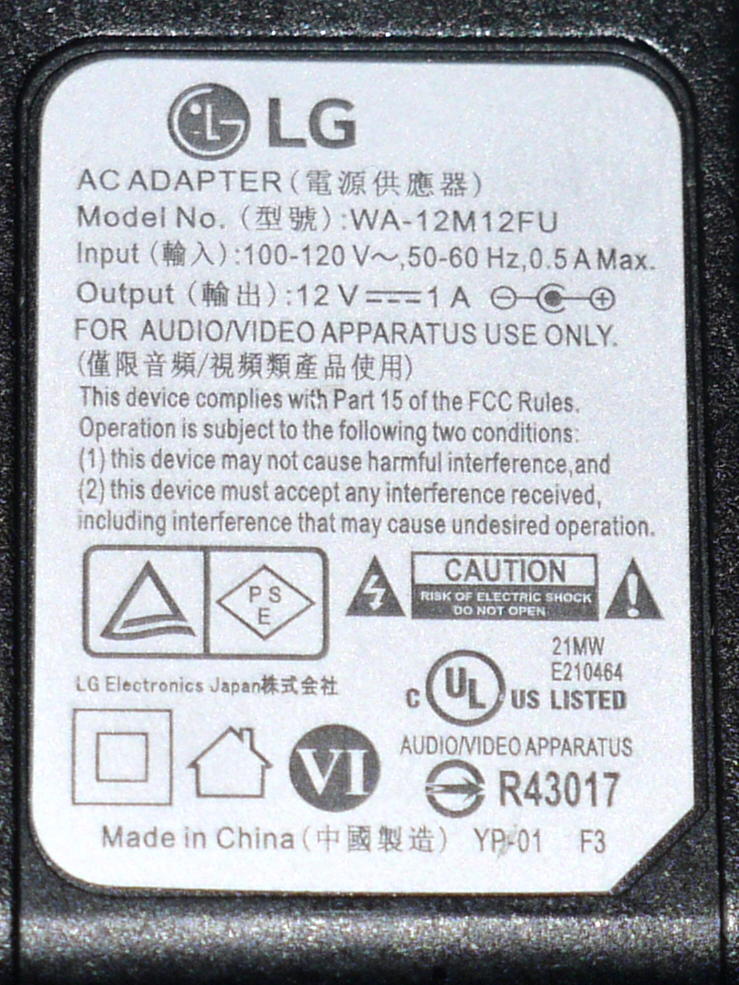 LG
AC ADAPTER (電源供應器)
Model No. (型號):WA-12M12FU
Input (輸入):100-120 V~,50-60 Hz,0.5 A Max.
Output (輸出):12 V⎓1 A
FOR AUDIO/VIDEO APPARATUS USE ONLY.
(僅限音頻/視頻類產品使用)
This device complies with Part 15 of the FCC Rules.
Operation is subject to the following two conditions:
(1) this device may not cause harmful interference,and
(2) this device must accept any interference received,
including interference that may cause undesired operation.
PS
E
CAUTION
RISK OF ELECTRIC SHOCK
DO NOT OPEN
LG Electronics Japan株式会社
21MW
E210464
C UL US LISTED
AUDIO/VIDEO APPARATUS
VI
R43017
Made in China(中國製造) YP-01 F3